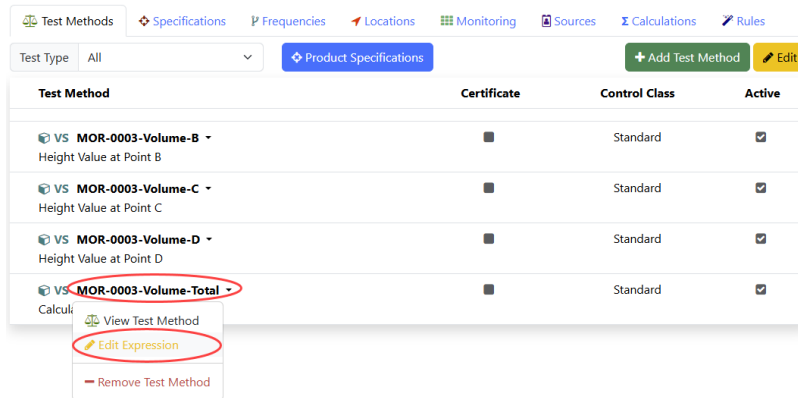 Test Methods Specifications Frequencies Locations Monitoring Sources Σ Calculations Rules
Test Type All Product Specifications + Add Test Method Edit
Test Method Certificate Control Class Active
VS MOR-0003-Volume-B Standard
Height Value at Point B
VS MOR-0003-Volume-C Standard
Height Value at Point C
VS MOR-0003-Volume-D Standard
Height Value at Point D
VS MOR-0003-Volume-Total Standard
View Test Method
Edit Expression
Remove Test Method